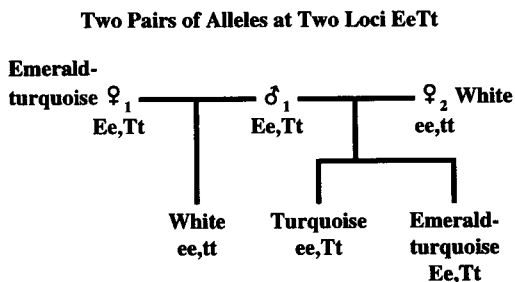 Two Pairs of Alleles at Two Loci EeTt
Emerald-
turquoise ♀1 ♂1 ♀2 White
Ee,Tt Ee,Tt ee,tt
White Turquoise Emerald-
ee,tt ee,Tt turquoise
Ee,Tt